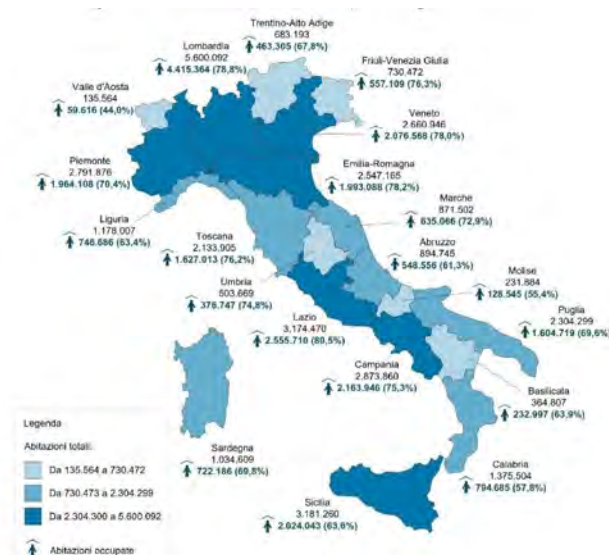 Trentino-Alto Adige
683.193
463.305 (67,8%)
Lombardia
5.600.092
4.415.364 (78,8%)
Friuli-Venezia Giulia
730.472
557.109 (76,3%)
Valle d'Aosta
135.564
59.616 (44,0%)
Veneto
2.660.946
2.076.568 (78,0%)
Piemonte
2.791.876
1.964.108 (70,4%)
Emilia-Romagna
2.547.165
1.993.088 (78,2%)
Marche
871.502
635.066 (72,9%)
Liguria
1.178.007
746.686 (63,4%)
Toscana
2.133.905
1.627.013 (76,2%)
Abruzzo
894.745
548.556 (61,3%)
Molise
231.884
128.545 (55,4%)
Umbria
503.669
376.747 (74,8%)
Puglia
2.304.299
1.604.719 (69,6%)
Lazio
3.174.470
2.555.710 (80,5%)
Campania
2.873.860
2.163.946 (75,3%)
Basilicata
364.807
232.997 (63,9%)
Sardegna
1.034.609
722.186 (69,8%)
Calabria
1.375.504
794.685 (57,8%)
Sicilia
3.181.260
2.024.043 (63,6%)
Legenda
Abitazioni totali:
Da 135.564 a 730.472
Da 730.473 a 2.304.299
Da 2.304.300 a 5.600.092
Abitazioni occupate